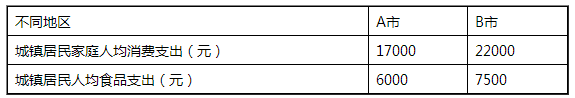 不同地区 A市 B市
城镇居民家庭人均消费支出（元） 17000 22000
城镇居民人均食品支出（元） 6000 7500